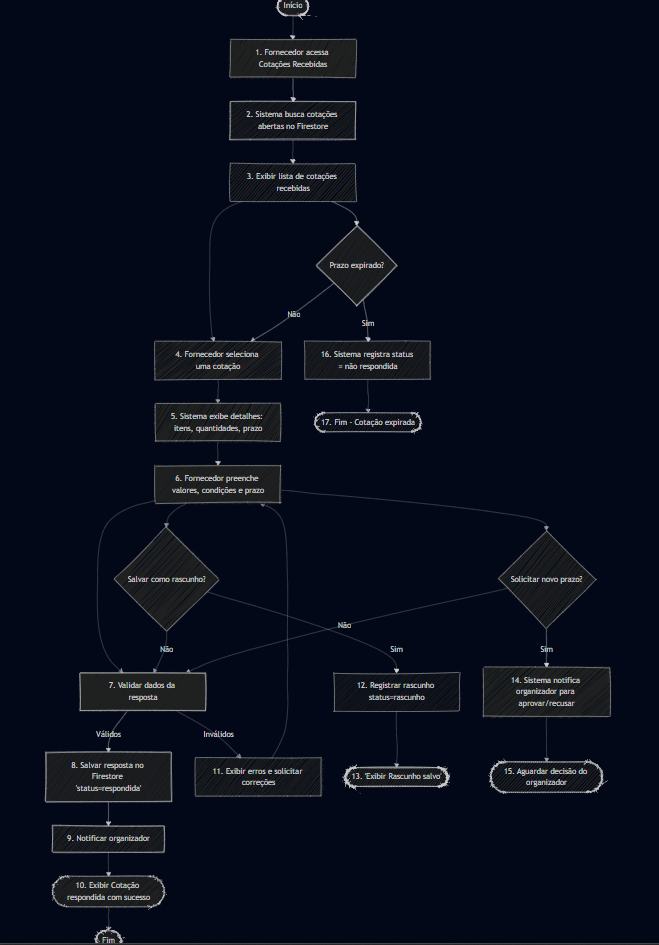 Início
1. Fornecedor acessa
Cotações Recebidas
2. Sistema busca cotações
abertas no Firestore
3. Exibir lista de cotações
recebidas
Prazo expirado?
Não
Sim
4. Fornecedor seleciona
uma cotação
16. Sistema registra status
= não respondida
5. Sistema exibe detalhes:
itens, quantidades, prazo
17. Fim - Cotação expirada
6. Fornecedor preenche
valores, condições e prazo
Salvar como rascunho?
Solicitar novo prazo?
Não
Não
Sim
Sim
7. Validar dados da
resposta
12. Registrar rascunho
status=rascunho
14. Sistema notifica
organizador para
aprovar/recusar
Válidos
Inválidos
8. Salvar resposta no
Firestore
'status=respondida'
11. Exibir erros e solicitar
correções
13. 'Exibir Rascunho salvo'
15. Aguardar decisão do
organizador
9. Notificar organizador
10. Exibir Cotação
respondida com sucesso
Fim